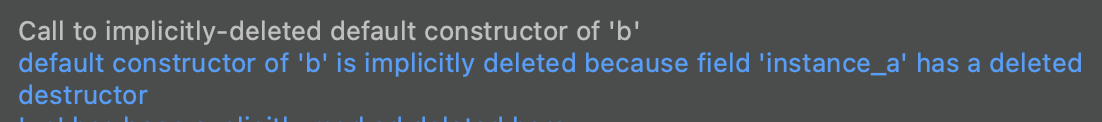 Call to implicitly-deleted default constructor of 'b'
default constructor of 'b' is implicitly deleted because field 'instance_a' has a deleted
destructor